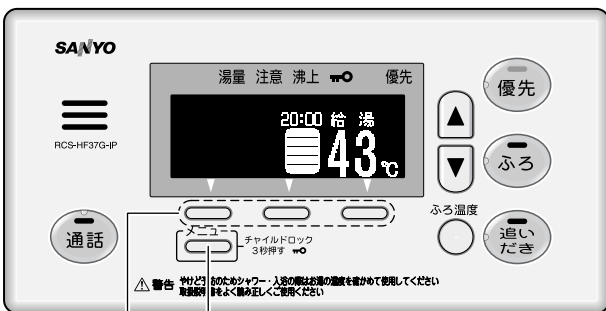 SANYO
湯量 注意 沸上 優先
RCS-HF37G-IP
20:00 給湯
43℃
優先
ふろ
ふろ温度
追い
だき
通話
メニュー
チャイルドロック
3秒押す
警告 やけど予防のためシャワー・入浴の際はお湯の温度を確かめて使用してください
取扱説明書をよく読み正しくご使用ください